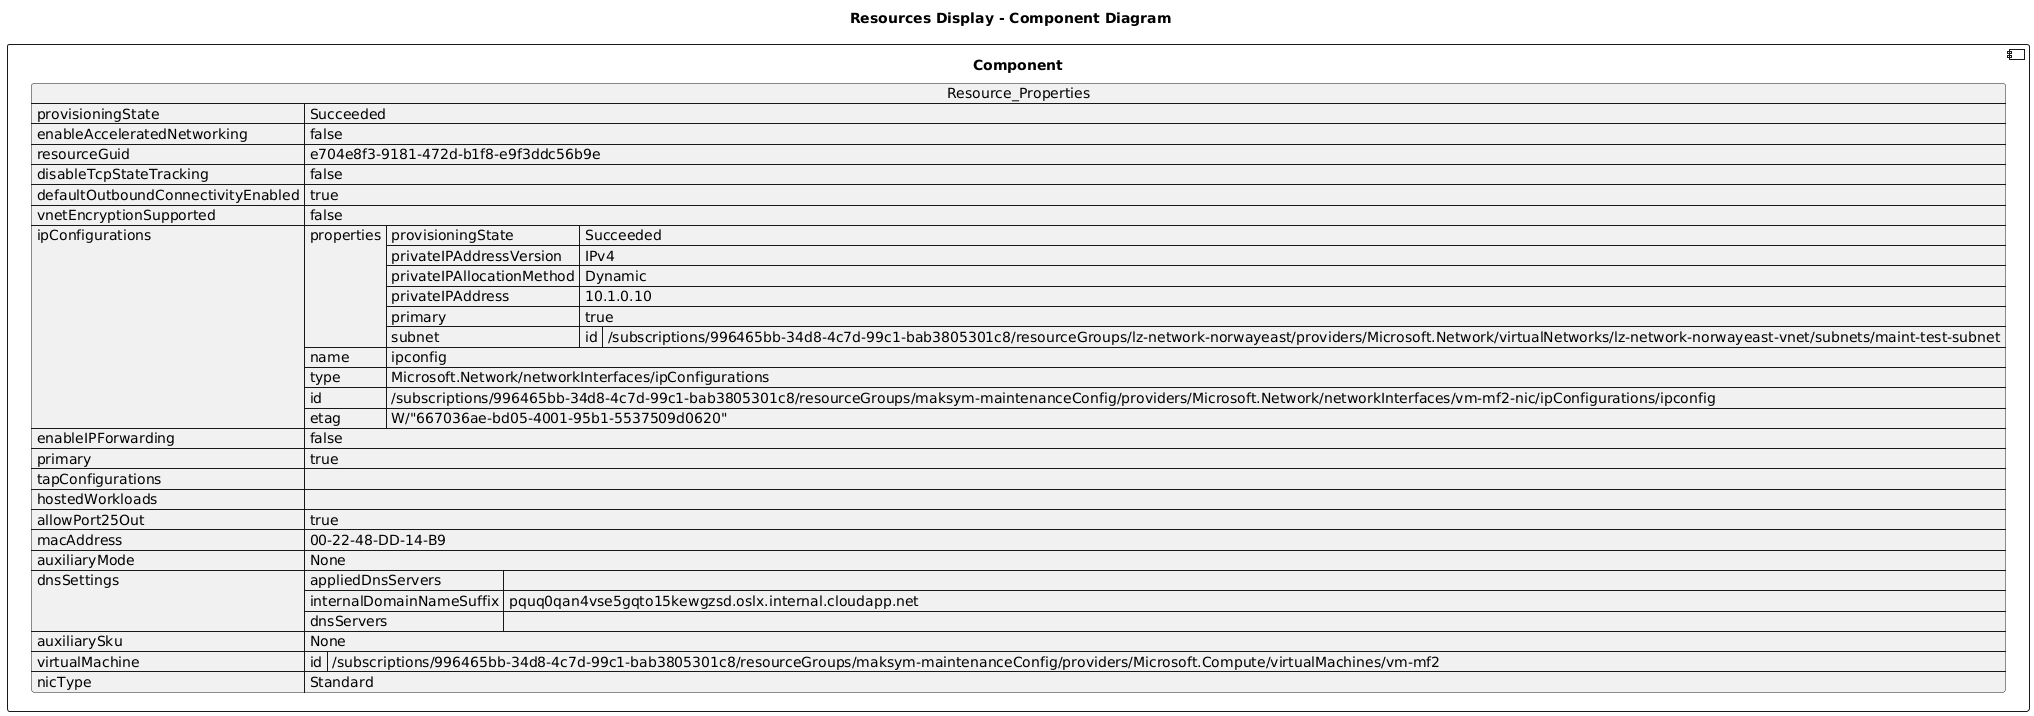 Resources Display - Component Diagram
Component
Resource_Properties
provisioningState Succeeded
enableAcceleratedNetworking false
resourceGuid e704e8f3-9181-472d-b1f8-e9f3ddc56b9e
disableTcpStateTracking false
defaultOutboundConnectivityEnabled true
vnetEncryptionSupported false
ipConfigurations properties provisioningState Succeeded
privateIPAddressVersion IPv4
privateIPAllocationMethod Dynamic
privateIPAddress 10.1.0.10
primary true
subnet id /subscriptions/996465bb-34d8-4c7d-99c1-bab3805301c8/resourceGroups/lz-network-norwayeast/providers/Microsoft.Network/virtualNetworks/lz-network-norwayeast-vnet/subnets/maint-test-subnet
name ipconfig
type Microsoft.Network/networkInterfaces/ipConfigurations
id /subscriptions/996465bb-34d8-4c7d-99c1-bab3805301c8/resourceGroups/maksym-maintenanceConfig/providers/Microsoft.Network/networkInterfaces/vm-mf2-nic/ipConfigurations/ipconfig
etag W/"667036ae-bd05-4001-95b1-5537509d0620"
enableIPForwarding false
primary true
tapConfigurations
hostedWorkloads
allowPort25Out true
macAddress 00-22-48-DD-14-B9
auxiliaryMode None
dnsSettings appliedDnsServers
internalDomainNameSuffix pquq0qan4vse5gqto15kewgzsd.oslx.internal.cloudapp.net
dnsServers
auxiliarySku None
virtualMachine id /subscriptions/996465bb-34d8-4c7d-99c1-bab3805301c8/resourceGroups/maksym-maintenanceConfig/providers/Microsoft.Compute/virtualMachines/vm-mf2
nicType Standard